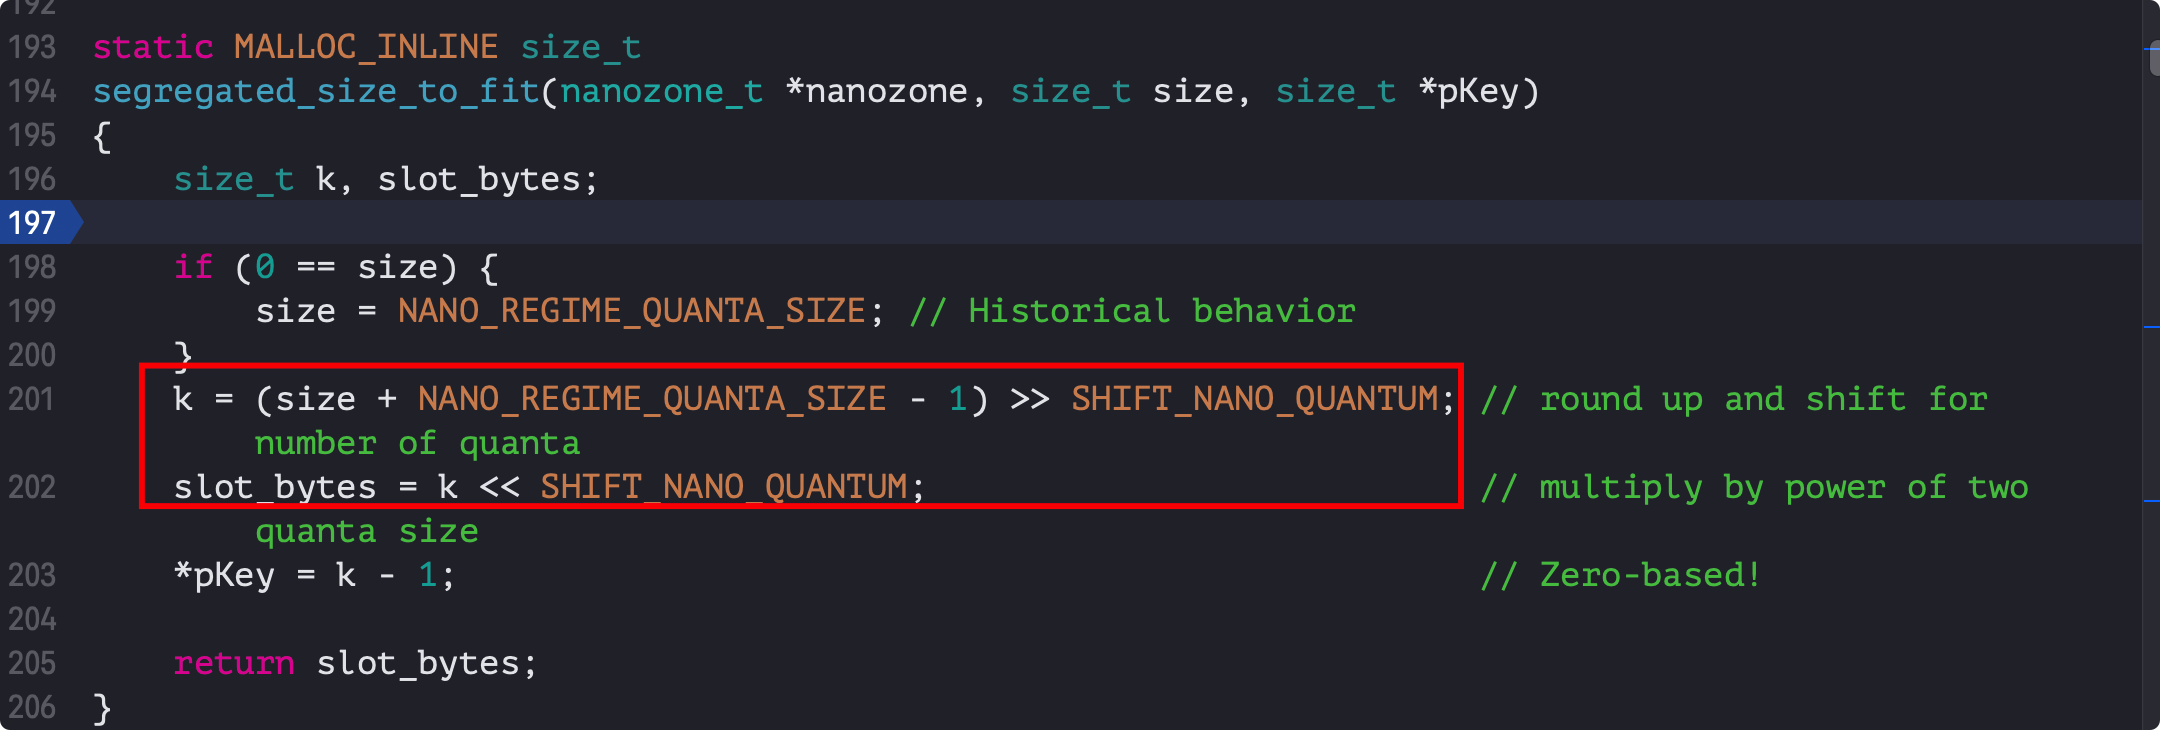 192
193 static MALLOC_INLINE size_t
194 segregated_size_to_fit(nanozone_t *nanozone, size_t size, size_t *pKey)
195 {
196     size_t k, slot_bytes;
197
198     if (0 == size) {
199         size = NANO_REGIME_QUANTA_SIZE; // Historical behavior
200     }
201     k = (size + NANO_REGIME_QUANTA_SIZE - 1) >> SHIFT_NANO_QUANTUM; // round up and shift for
        number of quanta
202     slot_bytes = k << SHIFT_NANO_QUANTUM;                           // multiply by power of two
        quanta size
203     *pKey = k - 1;                                                  // Zero-based!
204
205     return slot_bytes;
206 }